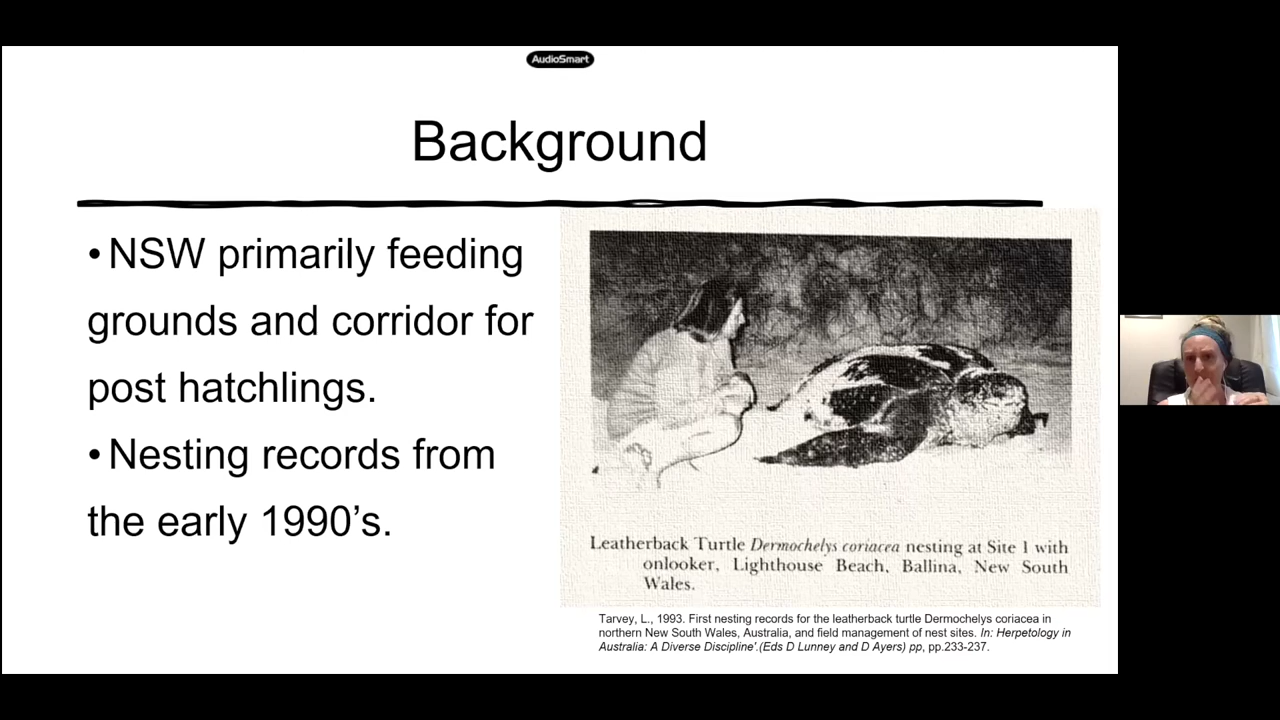 AudioSmart
Background
• NSW primarily feeding
grounds and corridor for
post hatchlings.
• Nesting records from
the early 1990’s.
Leatherback Turtle Dermochelys coriacea nesting at Site 1 with
onlooker, Lighthouse Beach, Ballina, New South
Wales.
Tarvey, L., 1993. First nesting records for the leatherback turtle Dermochelys coriacea in
northern New South Wales, Australia, and field management of nest sites. In: Herpetology in
Australia: A Diverse Discipline'.(Eds D Lunney and D Ayers) pp, pp.233-237.